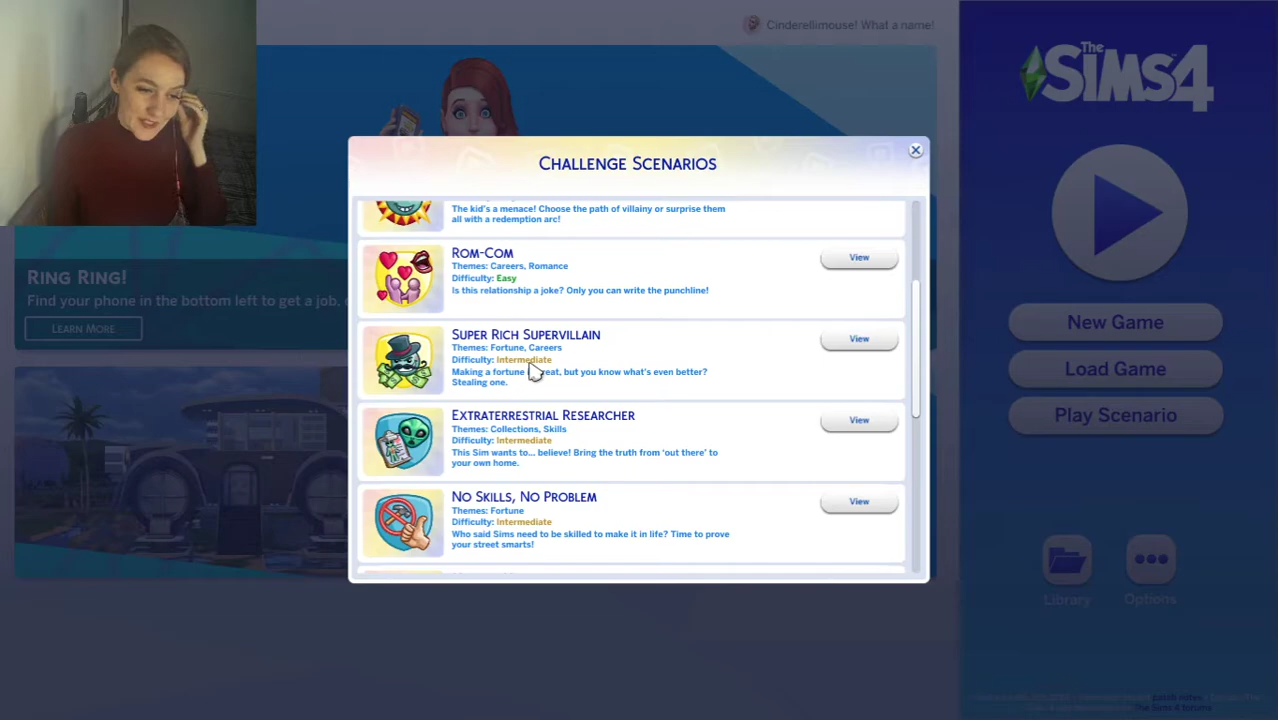 Cinderellimouse! What a name!
The SiMS 4
CHALLENGE SCENARIOS
The kid's a menace! Choose the path of villainy or surprise them
all with a redemption arc!
ROM-COM
Themes: Careers, Romance
Difficulty: Easy
Is this relationship a joke? Only you can write the punchline!
View
SUPER RICH SUPERVILLAIN
Themes: Fortune, Careers
Difficulty: Intermediate
Making a fortune eat, but you know what's even better?
Stealing one.
View
EXTRATERRESTRIAL RESEARCHER
Themes: Collections, Skills
Difficulty: Intermediate
This Sim wants to... believe! Bring the truth from 'out there' to
your own home.
View
NO SKILLS, NO PROBLEM
Themes: Fortune
Difficulty: Intermediate
Who said Sims need to be skilled to make it in life? Time to prove
your street smarts!
View
RING RING!
Find your phone in the bottom left to get a job,
LEARN MORE
New Game
Load Game
Play Scenario
Library
Options
The Sims 4 forums